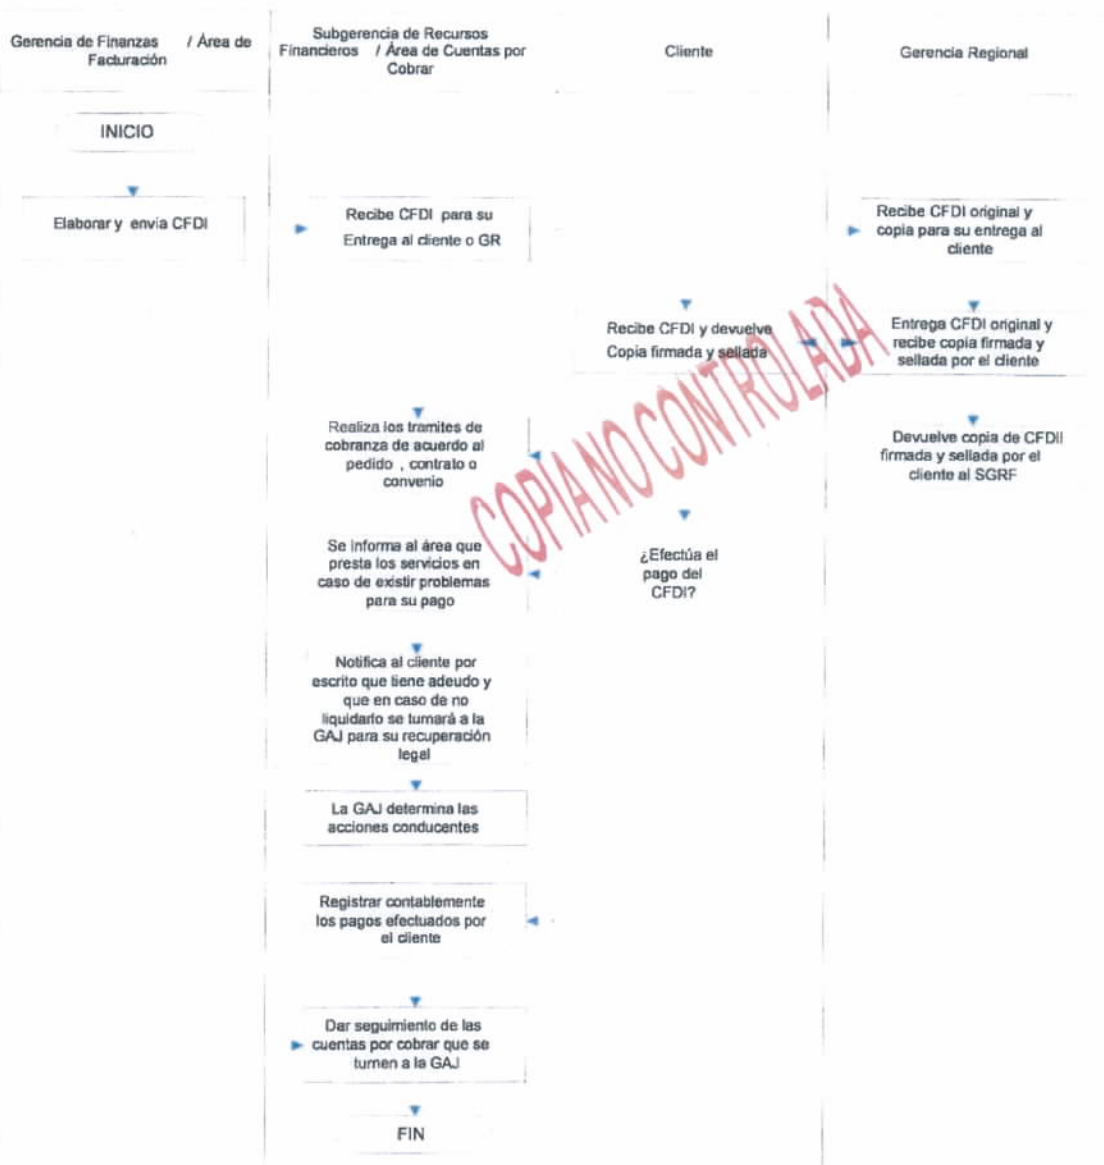 Gerencia de Finanzas / Área de
Facturación
Subgerencia de Recursos
Financieros / Área de Cuentas por
Cobrar
Cliente
Gerencia Regional
INICIO
Elaborar y envía CFDI
Recibe CFDI para su
Entrega al cliente o GR
Recibe CFDI original y
copia para su entrega al
cliente
Recibe CFDI y devuelve
Copia firmada y sellada
Entrega CFDI original y
recibe copia firmada y
sellada por el cliente
Realiza los tramites de
cobranza de acuerdo al
pedido , contrato o
convenio
Devuelve copia de CFDII
firmada y sellada por el
cliente al SGRF
COPIA NO CONTROLADA
Se informa al área que
presta los servicios en
caso de existir problemas
para su pago
¿Efectúa el
pago del
CFDI?
Notifica al cliente por
escrito que tiene adeudo y
que en caso de no
liquidarlo se turnará a la
GAJ para su recuperación
legal
La GAJ determina las
acciones conducentes
Registrar contablemente
los pagos efectuados por
el cliente
Dar seguimiento de las
cuentas por cobrar que se
turnen a la GAJ
FIN